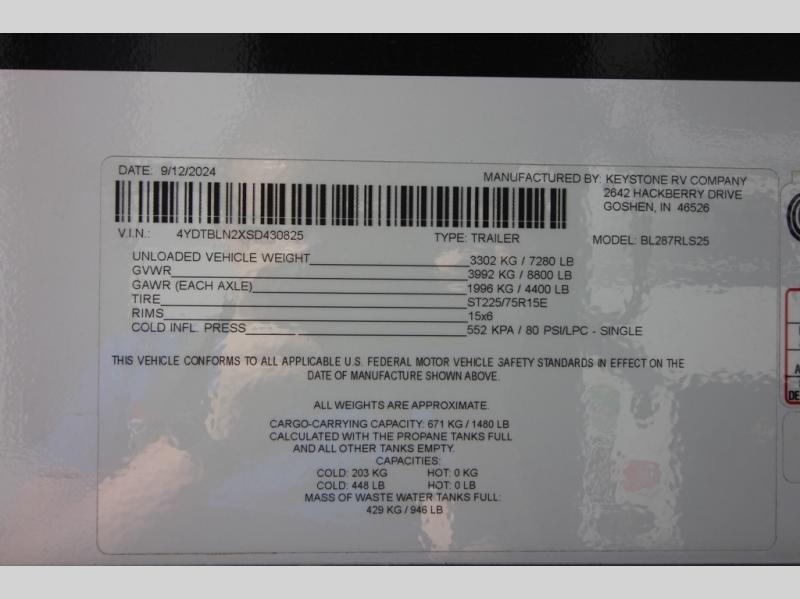 DATE: 9/12/2024
MANUFACTURED BY: KEYSTONE RV COMPANY
2642 HACKBERRY DRIVE
GOSHEN, IN 46526
V.I.N.: 4YDTBLN2XSD430825 TYPE: TRAILER MODEL: BL287RLS25
UNLOADED VEHICLE WEIGHT 3302 KG / 7280 LB
GVWR 3992 KG / 8800 LB
GAWR (EACH AXLE) 1996 KG / 4400 LB
TIRE ST225/75R15E
RIMS 15x6
COLD INFL. PRESS 552 KPA / 80 PSI/LPC - SINGLE
THIS VEHICLE CONFORMS TO ALL APPLICABLE U.S. FEDERAL MOTOR VEHICLE SAFETY STANDARDS IN EFFECT ON THE
DATE OF MANUFACTURE SHOWN ABOVE.
ALL WEIGHTS ARE APPROXIMATE.
CARGO-CARRYING CAPACITY: 671 KG / 1480 LB
CALCULATED WITH THE PROPANE TANKS FULL
AND ALL OTHER TANKS EMPTY.
CAPACITIES:
COLD: 203 KG HOT: 0 KG
COLD: 448 LB HOT: 0 LB
MASS OF WASTE WATER TANKS FULL:
429 KG / 946 LB